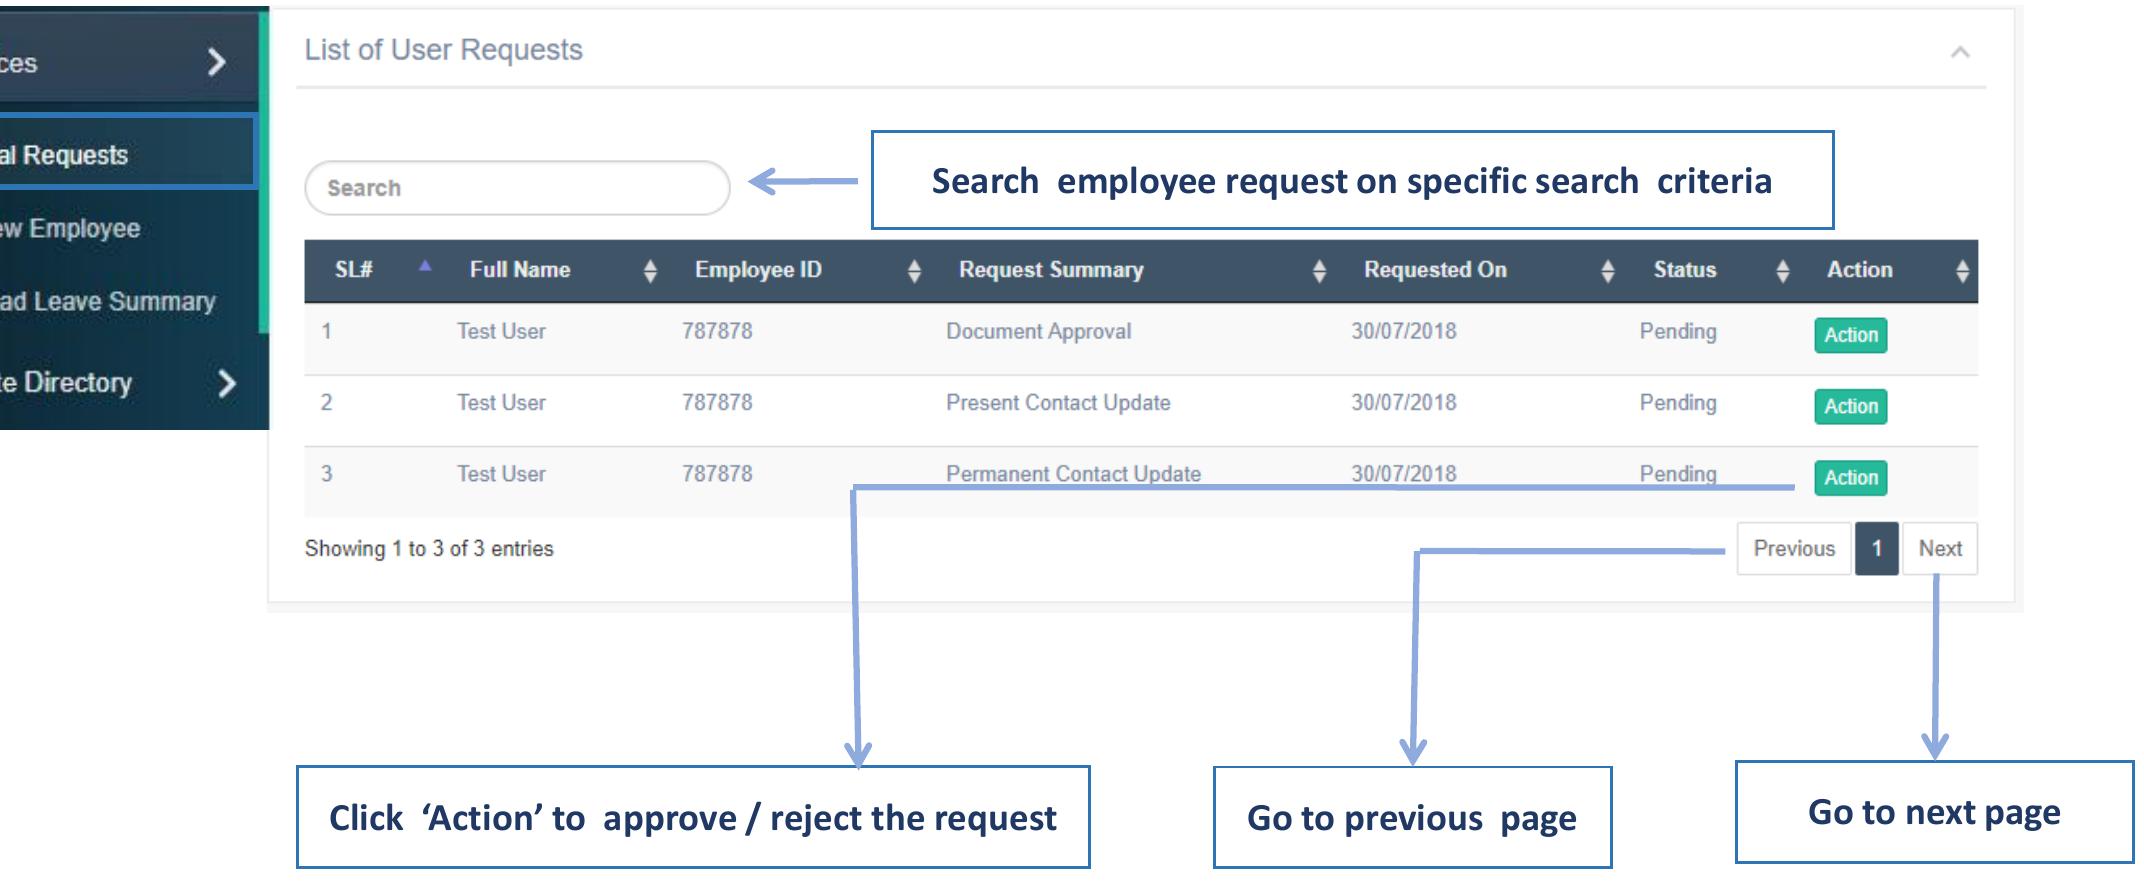 ces
al Requests
ew Employee
ad Leave Summary
te Directory
List of User Requests
Search
Search employee request on specific search criteria
SL# Full Name Employee ID Request Summary Requested On Status Action
1 Test User 787878 Document Approval 30/07/2018 Pending Action
2 Test User 787878 Present Contact Update 30/07/2018 Pending Action
3 Test User 787878 Permanent Contact Update 30/07/2018 Pending Action
Showing 1 to 3 of 3 entries
Previous 1 Next
Click ‘Action’ to approve / reject the request
Go to previous page
Go to next page